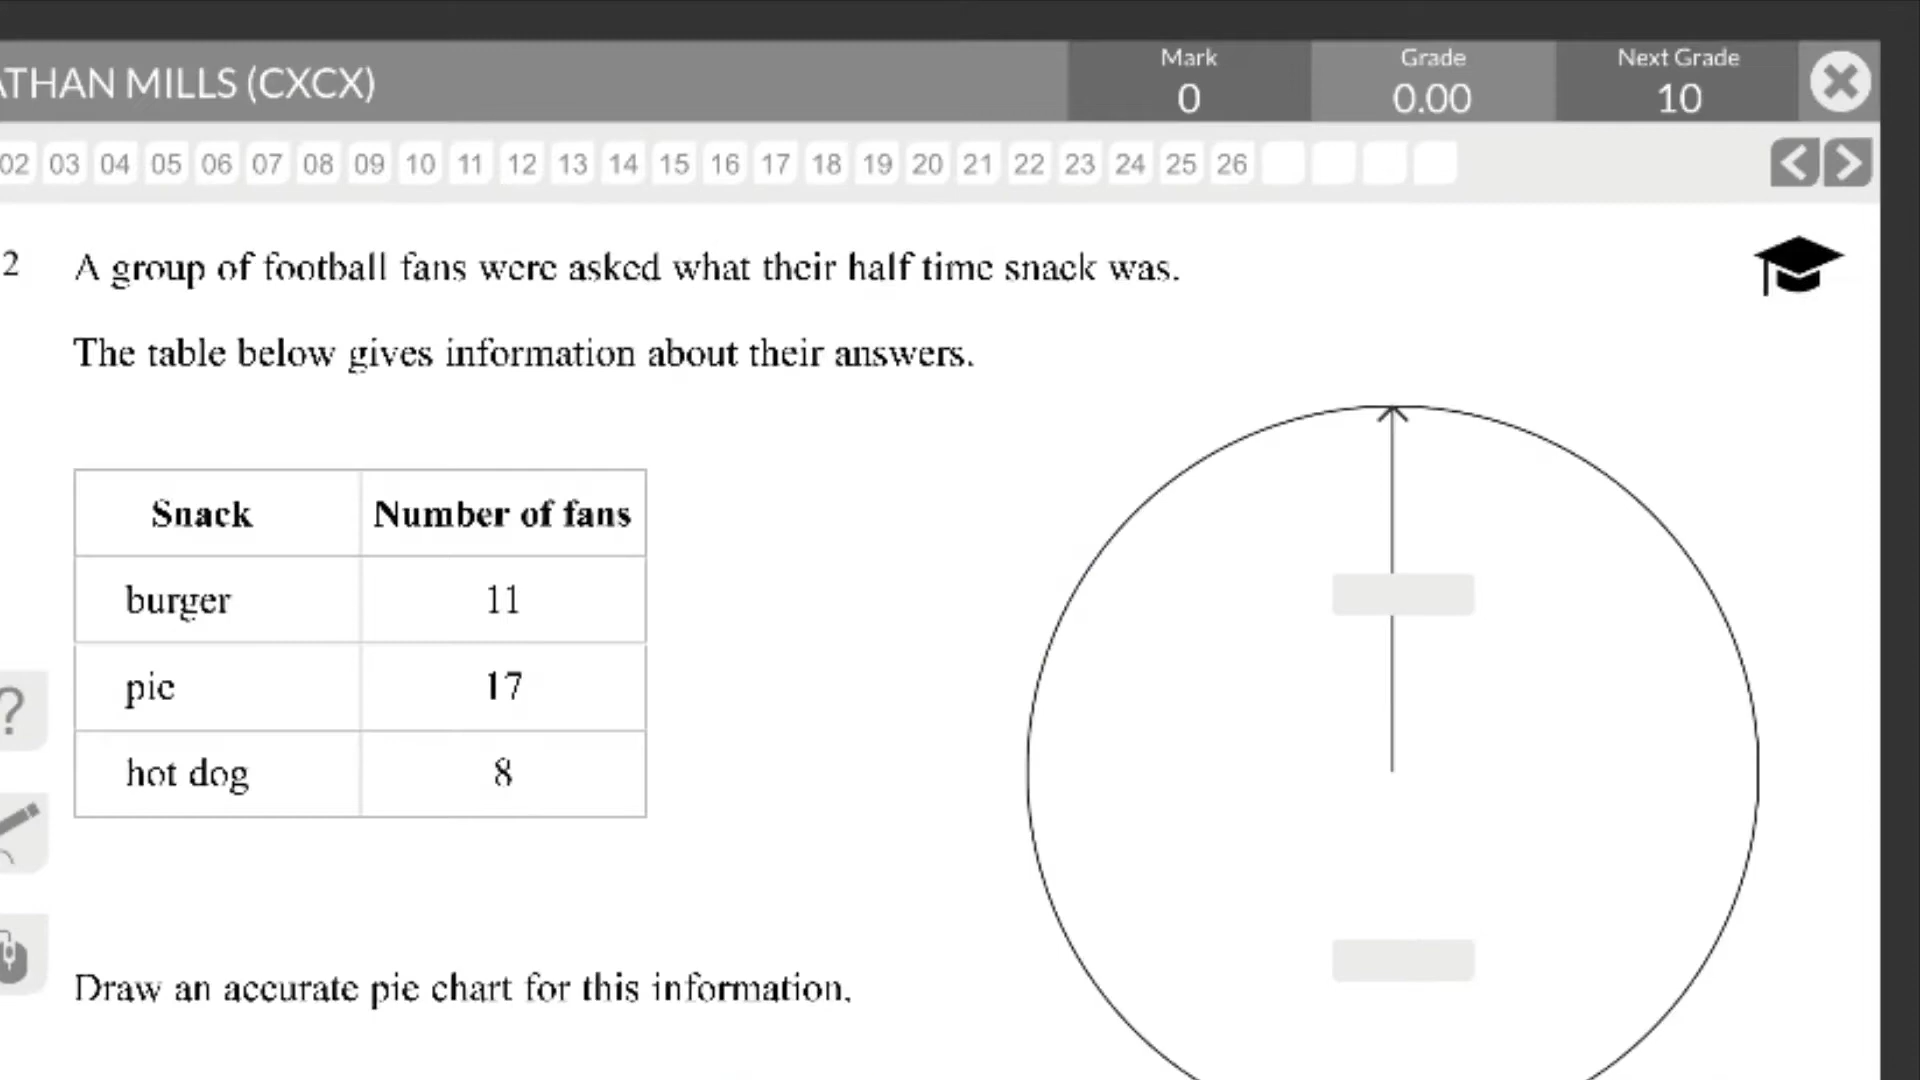 ATHAN MILLS (CXCX)
Mark
0
Grade
0.00
Next Grade
10
02 03 04 05 06 07 08 09 10 11 12 13 14 15 16 17 18 19 20 21 22 23 24 25 26
2 A group of football fans were asked what their half time snack was.
The table below gives information about their answers.
Snack Number of fans
burger 11
pie 17
hot dog 8
?
Draw an accurate pie chart for this information.